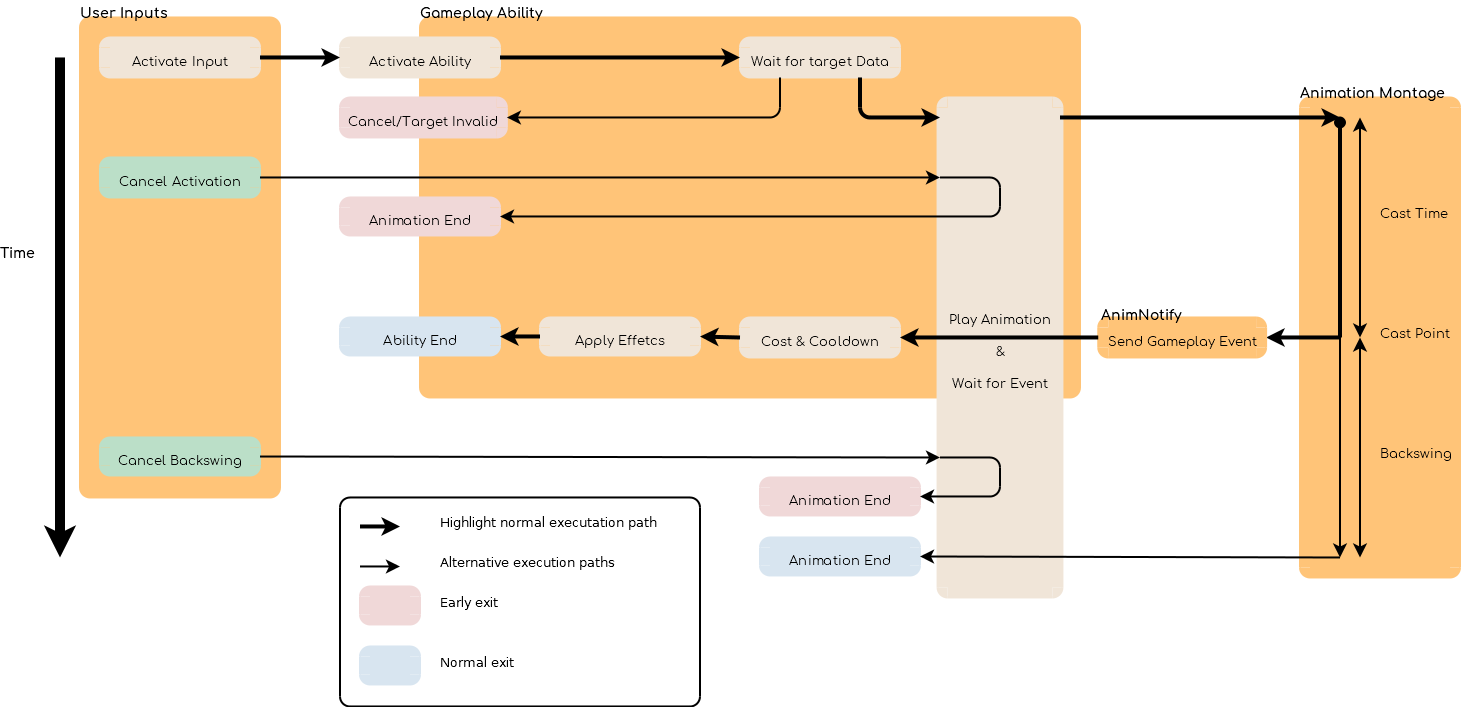 User Inputs
Gameplay Ability
Activate Input
Activate Ability
Wait for target Data
Animation Montage
Cancel/Target Invalid
Cancel Activation
Animation End
Cast Time
Time
Play Animation
&
Wait for Event
AnimNotify
Send Gameplay Event
Cast Point
Ability End
Apply Effetcs
Cost & Cooldown
Cancel Backswing
Backswing
Animation End
Animation End
Highlight normal executation path
Alternative execution paths
Early exit
Normal exit